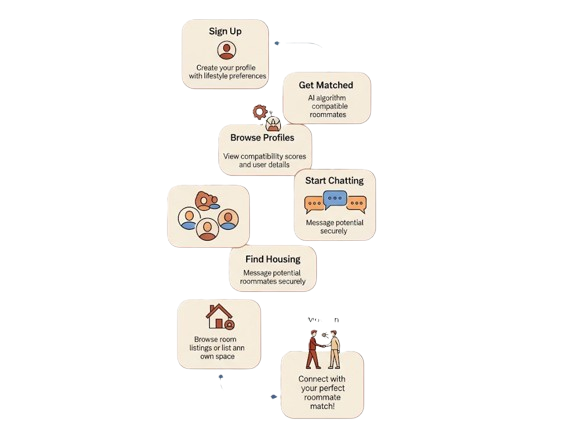 Sign Up
Create your profile
with lifestyle preferences
Get Matched
AI algorithm
compatible
roommates
Browse Profiles
View compatibility scores
and user details
Start Chatting
Message potential
securely
Find Housing
Message potential
roommates securely
Browse room
listings or list ann
own space
Connect with
your perfect
roommate
match!